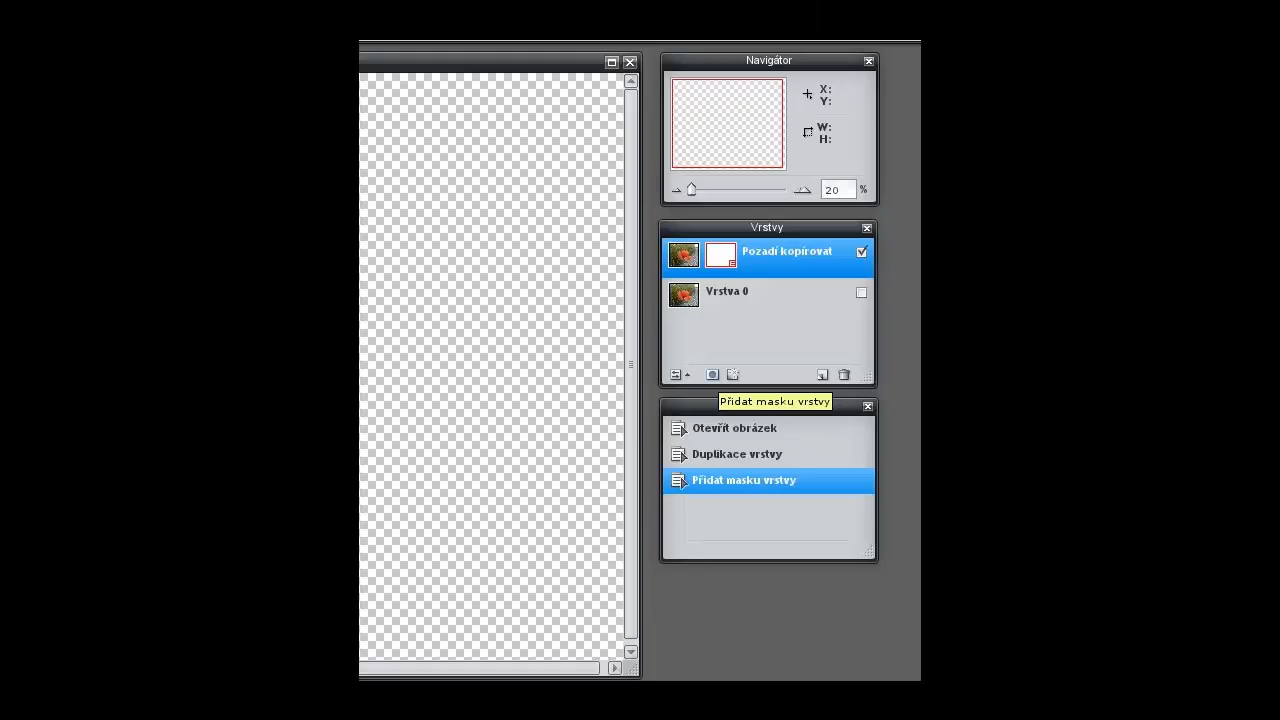 Navigátor
X:
Y:
W:
H:
20 %
Vrstvy
Pozadí kopírovat
Vrstva 0
Přidat masku vrstvy
Otevřít obrázek
Duplikace vrstvy
Přidat masku vrstvy